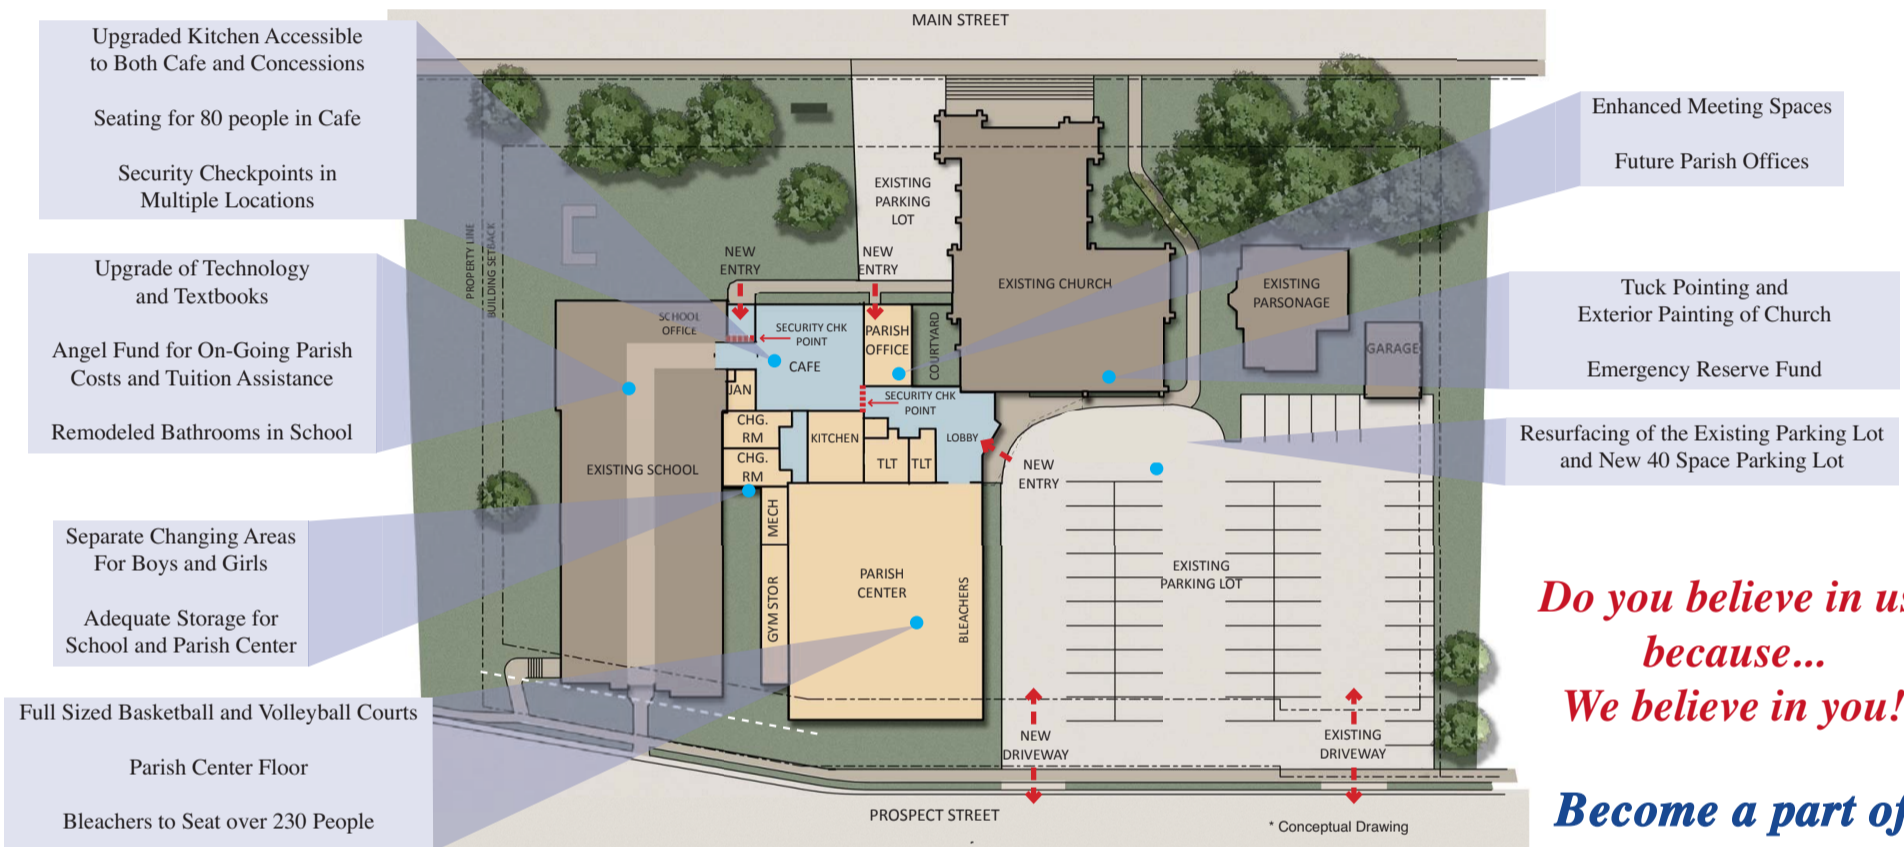 MAIN STREET
Upgraded Kitchen Accessible
to Both Cafe and Concessions
Seating for 80 people in Cafe
Security Checkpoints in
Multiple Locations
Upgrade of Technology
and Textbooks
Angel Fund for On-Going Parish
Costs and Tuition Assistance
Remodeled Bathrooms in School
Separate Changing Areas
For Boys and Girls
Adequate Storage for
School and Parish Center
Full Sized Basketball and Volleyball Courts
Parish Center Floor
Bleachers to Seat over 230 People
PROPERTY LINE
BUILDING SETBACK
EXISTING
PARKING
LOT
NEW
ENTRY
NEW
ENTRY
EXISTING CHURCH
EXISTING
PARSONAGE
GARAGE
SCHOOL
OFFICE
SECURITY CHK
POINT
CAFE
PARISH
OFFICE
COURTYARD
JAN
SECURITY CHK
POINT
CHG.
RM
CHG.
RM
KITCHEN
TLT
TLT
LOBBY
NEW
ENTRY
EXISTING SCHOOL
MECH
GYM STOR
PARISH
CENTER
BLEACHERS
EXISTING
PARKING LOT
NEW
DRIVEWAY
EXISTING
DRIVEWAY
PROSPECT STREET
* Conceptual Drawing
Enhanced Meeting Spaces
Future Parish Offices
Tuck Pointing and
Exterior Painting of Church
Emergency Reserve Fund
Resurfacing of the Existing Parking Lot
and New 40 Space Parking Lot
Do you believe in us
because...
We believe in you!
Become a part of